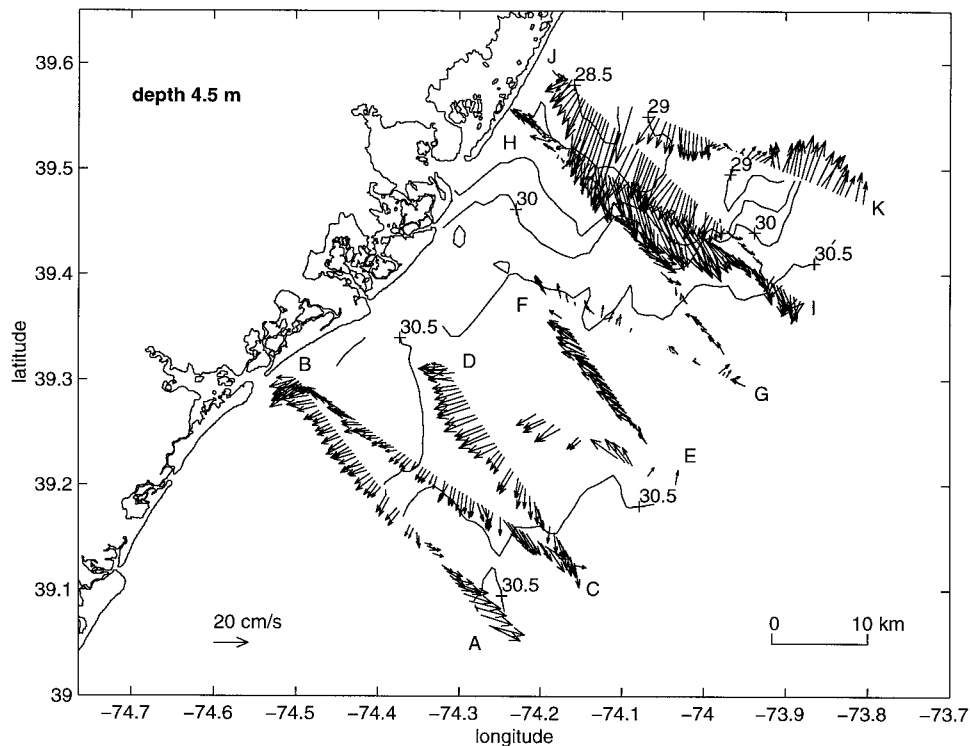 39.6
39.5
39.4
39.3
39.2
39.1
39
latitude
depth 4.5 m
J
28.5
29
H
29
K
30
30
30.5
I
F
30.5
B
D
G
E
30.5
C
30.5
A
20 cm/s
0 10 km
−74.7 −74.6 −74.5 −74.4 −74.3 −74.2 −74.1 −74 −73.9 −73.8 −73.7
longitude